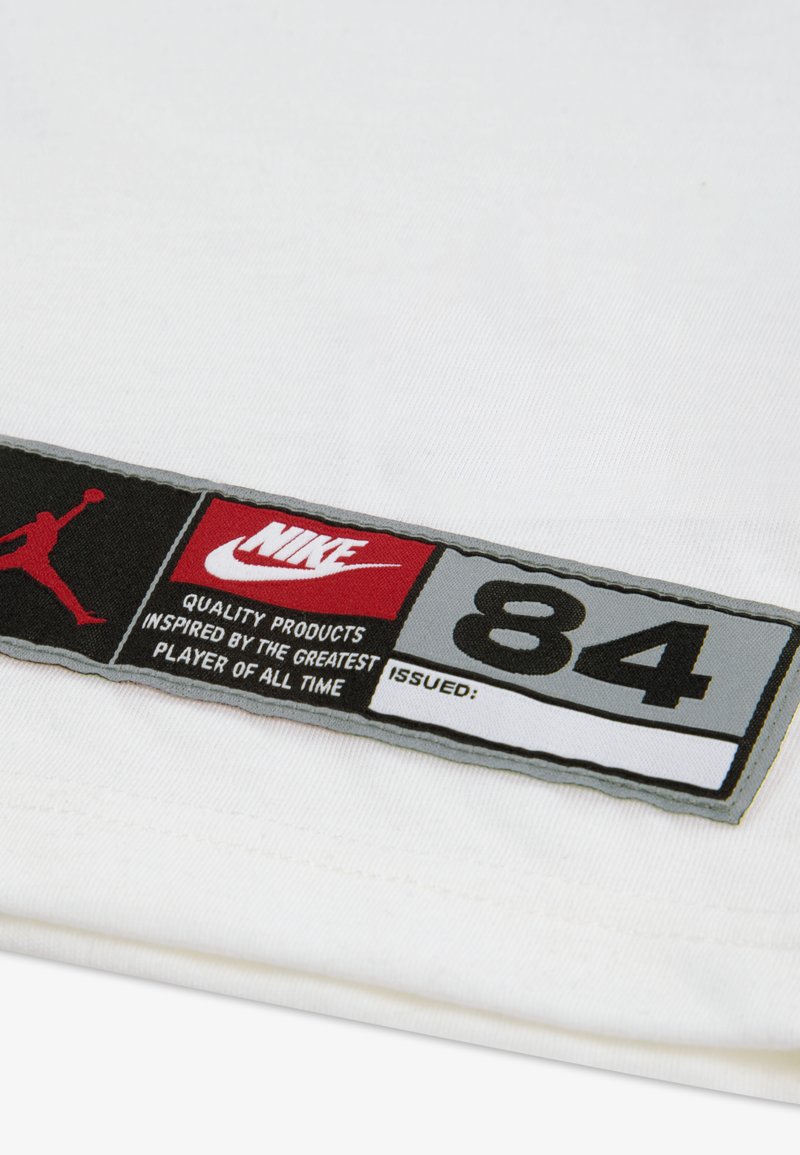 NIKE
QUALITY PRODUCTS
INSPIRED BY THE GREATEST
PLAYER OF ALL TIME
84
ISSUED: